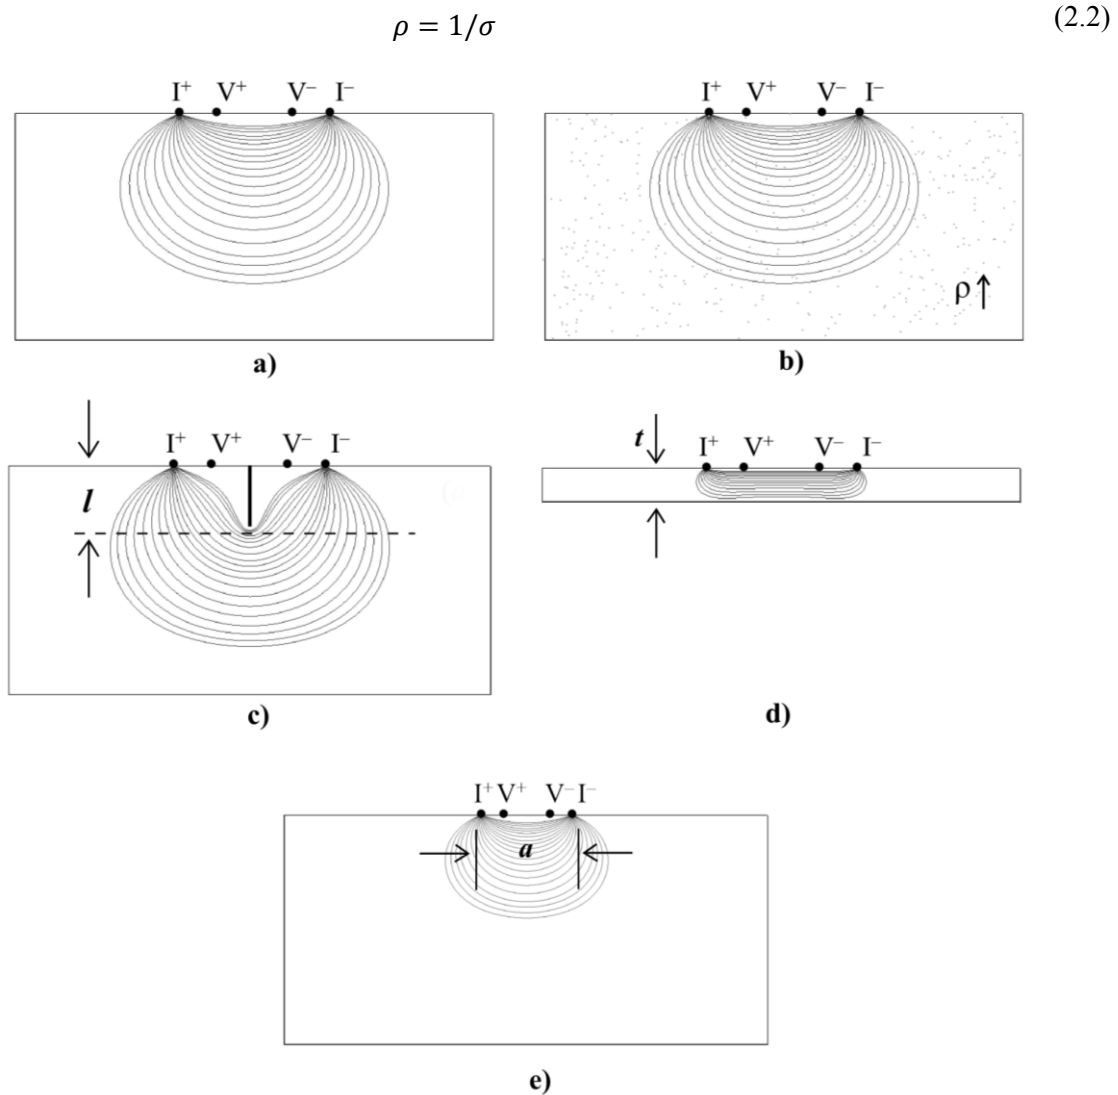 ρ = 1/σ (2.2)
I⁺ V⁺ V⁻ I⁻
I⁺ V⁺ V⁻ I⁻
ρ
a)
b)
I⁺ V⁺ V⁻ I⁻
l
t
I⁺ V⁺ V⁻ I⁻
c)
d)
I⁺ V⁺ V⁻ I⁻
a
e)